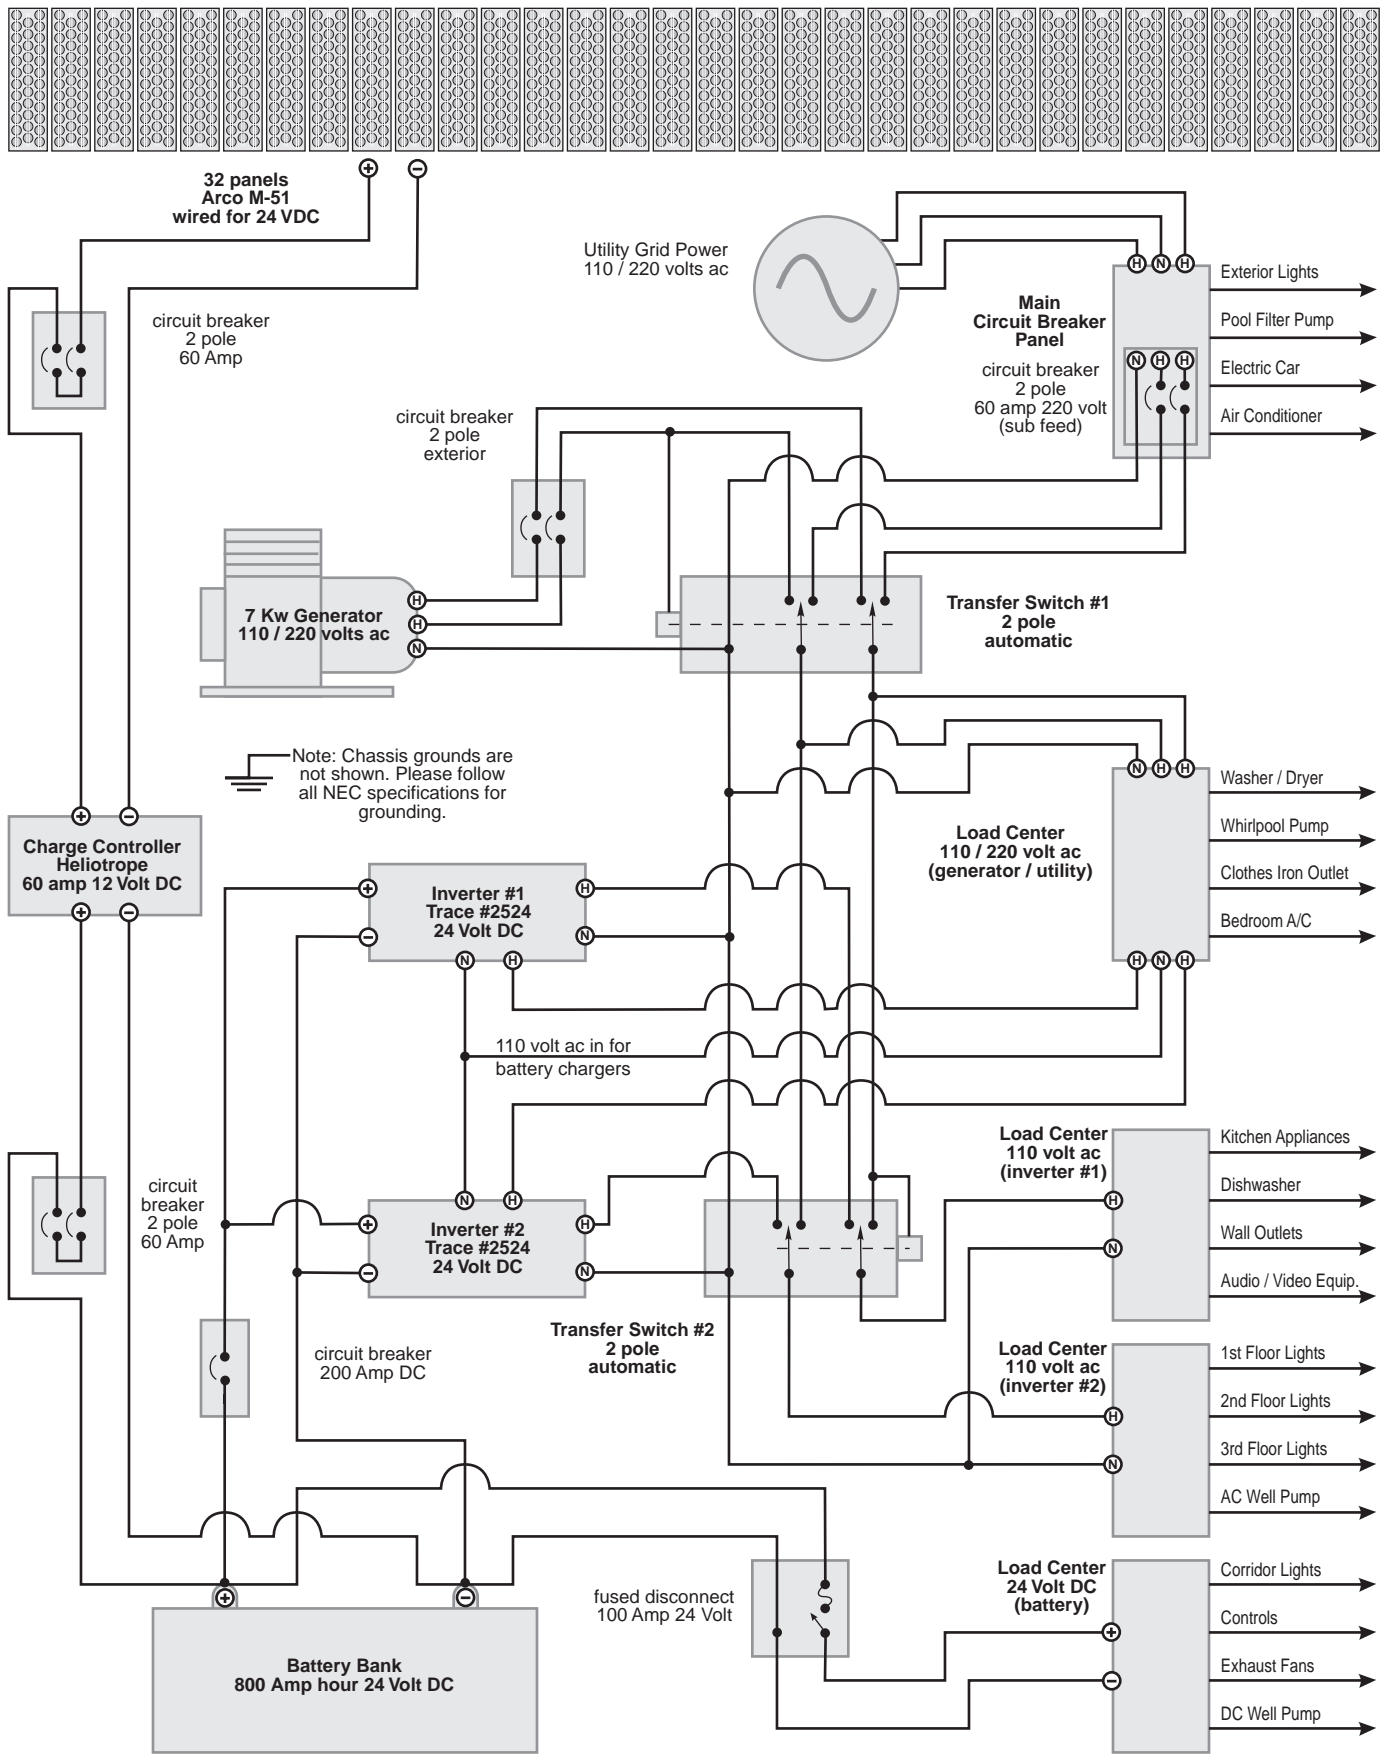 32 panels
Arco M-51
wired for 24 VDC
+
−
circuit breaker
2 pole
60 Amp
Utility Grid Power
110 / 220 volts ac
H N H
Main
Circuit Breaker
Panel
circuit breaker
2 pole
60 amp 220 volt
(sub feed)
N H H
Exterior Lights
Pool Filter Pump
Electric Car
Air Conditioner
circuit breaker
2 pole
exterior
7 Kw Generator
110 / 220 volts ac
H
H
N
Transfer Switch #1
2 pole
automatic
Note: Chassis grounds are
not shown. Please follow
all NEC specifications for
grounding.
N H H
Load Center
110 / 220 volt ac
(generator / utility)
Washer / Dryer
Whirlpool Pump
Clothes Iron Outlet
Bedroom A/C
H N H
+ −
Charge Controller
Heliotrope
60 amp 12 Volt DC
+ −
+
−
Inverter #1
Trace #2524
24 Volt DC
H
N
N H
110 volt ac in for
battery chargers
circuit
breaker
2 pole
60 Amp
N H
+
−
Inverter #2
Trace #2524
24 Volt DC
H
N
Transfer Switch #2
2 pole
automatic
Load Center
110 volt ac
(inverter #1)
H
N
Kitchen Appliances
Dishwasher
Wall Outlets
Audio / Video Equip.
circuit breaker
200 Amp DC
Load Center
110 volt ac
(inverter #2)
H
N
1st Floor Lights
2nd Floor Lights
3rd Floor Lights
AC Well Pump
fused disconnect
100 Amp 24 Volt
Load Center
24 Volt DC
(battery)
+
−
Corridor Lights
Controls
Exhaust Fans
DC Well Pump
+
−
Battery Bank
800 Amp hour 24 Volt DC